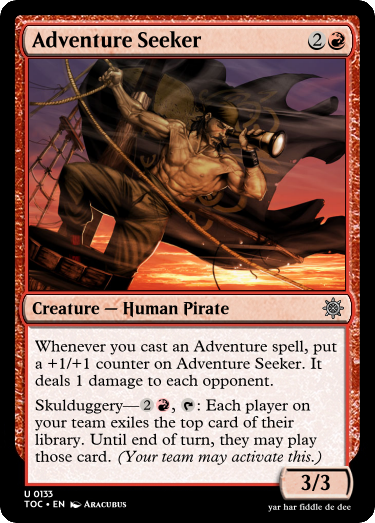 Adventure Seeker 2
Creature — Human Pirate
Whenever you cast an Adventure spell, put
a +1/+1 counter on Adventure Seeker. It
deals 1 damage to each opponent.
Skulduggery—2, : Each player on
your team exiles the top card of their
library. Until end of turn, they may play
those card. (Your team may activate this.)
3/3
U 0133
TOC • EN Aracubus
yar har fiddle de dee